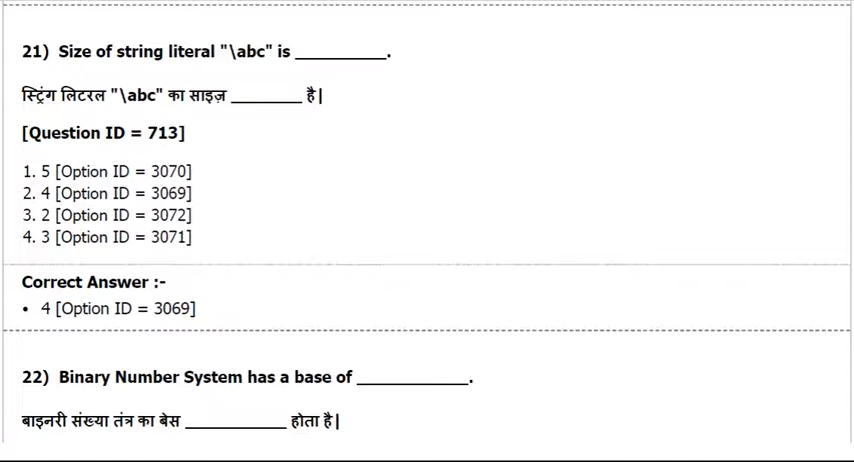 21) Size of string literal "\abc" is __________.
स्ट्रिंग लिटरल "\abc" का साइज़ ________ है|
[Question ID = 713]
1. 5 [Option ID = 3070]
2. 4 [Option ID = 3069]
3. 2 [Option ID = 3072]
4. 3 [Option ID = 3071]
Correct Answer :-
• 4 [Option ID = 3069]
22) Binary Number System has a base of ____________.
बाइनरी संख्या तंत्र का बेस ___________ होता है|